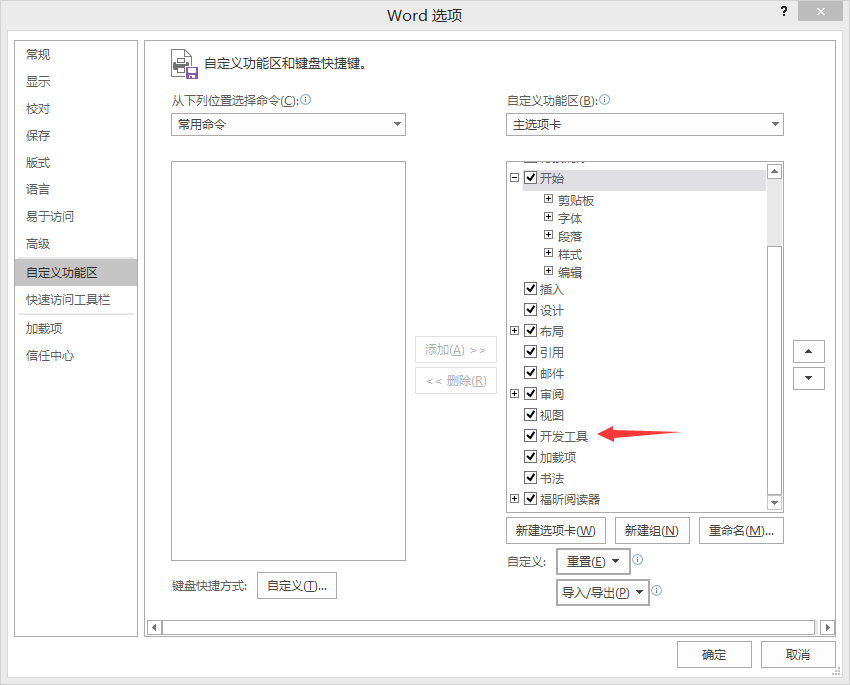 Word 选项
?
常规
显示
校对
保存
版式
语言
易于访问
高级
自定义功能区
快速访问工具栏
加载项
信任中心
自定义功能区和键盘快捷键。
从下列位置选择命令(C):
常用命令
添加(A) >>
<< 删除(R)
键盘快捷方式:
自定义(T)...
自定义功能区(B):
主选项卡
开始
剪贴板
字体
段落
样式
编辑
插入
设计
布局
引用
邮件
审阅
视图
开发工具
加载项
书法
福昕阅读器
新建选项卡(W)
新建组(N)
重命名(M)...
自定义:
重置(E)
导入/导出(P)
确定
取消